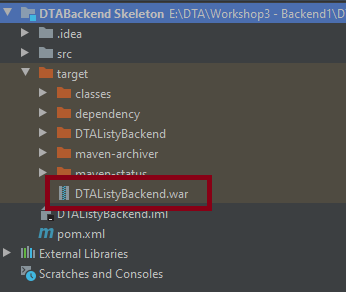 DTABackend Skeleton E:\DTA\Workshop3 - Backend1\DT
.idea
src
target
classes
dependency
DTAListyBackend
maven-archiver
maven-status
DTAListyBackend.war
DTAListyBackend.iml
pom.xml
External Libraries
Scratches and Consoles